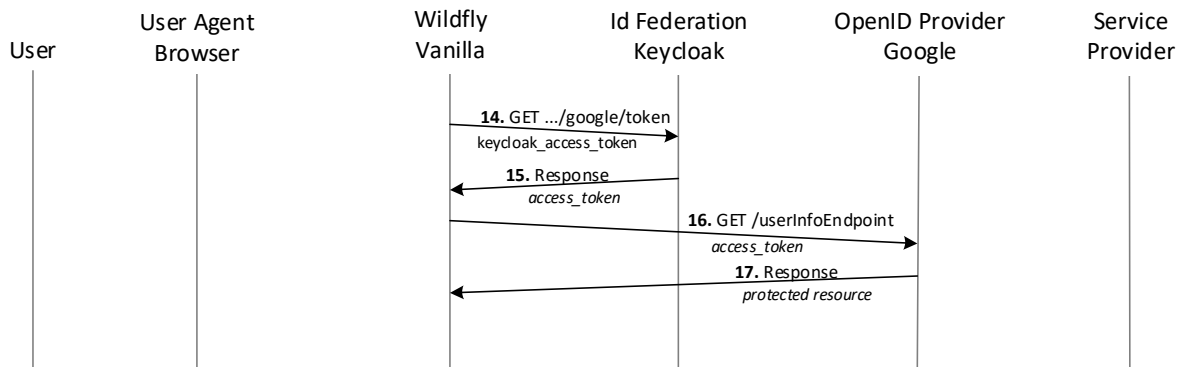 User
User Agent
Browser
Wildfly
Vanilla
Id Federation
Keycloak
OpenID Provider
Google
Service
Provider
14. GET .../google/token
keycloak_access_token
15. Response
access_token
16. GET /userInfoEndpoint
access_token
17. Response
protected resource